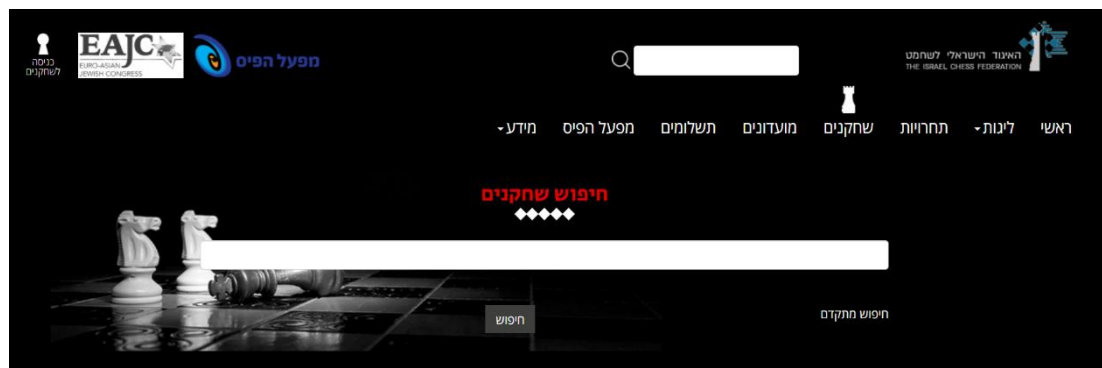 האיגוד הישראלי לשחמט
THE ISRAEL CHESS FEDERATION
מפעל הפיס
EAJC
EURO-ASIAN
JEWISH CONGRESS
כניסה
לשחקנים
ראשי ליגות תחרויות שחקנים מועדונים תשלומים מפעל הפיס מידע
חיפוש שחקנים
חיפוש מתקדם
חיפוש